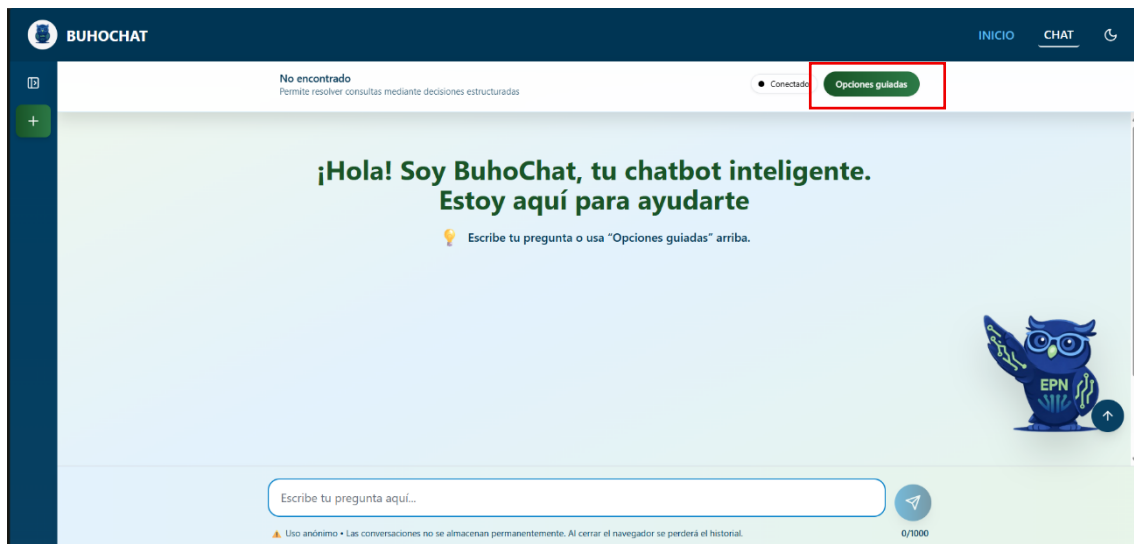 BUHOCHAT
INICIO
CHAT
No encontrado
Permite resolver consultas mediante decisiones estructuradas
Conectado
Opciones guiadas
¡Hola! Soy BuhoChat, tu chatbot inteligente.
Estoy aquí para ayudarte
Escribe tu pregunta o usa “Opciones guiadas” arriba.
EPN
Escribe tu pregunta aquí...
Uso anónimo • Las conversaciones no se almacenan permanentemente. Al cerrar el navegador se perderá el historial.
0/1000